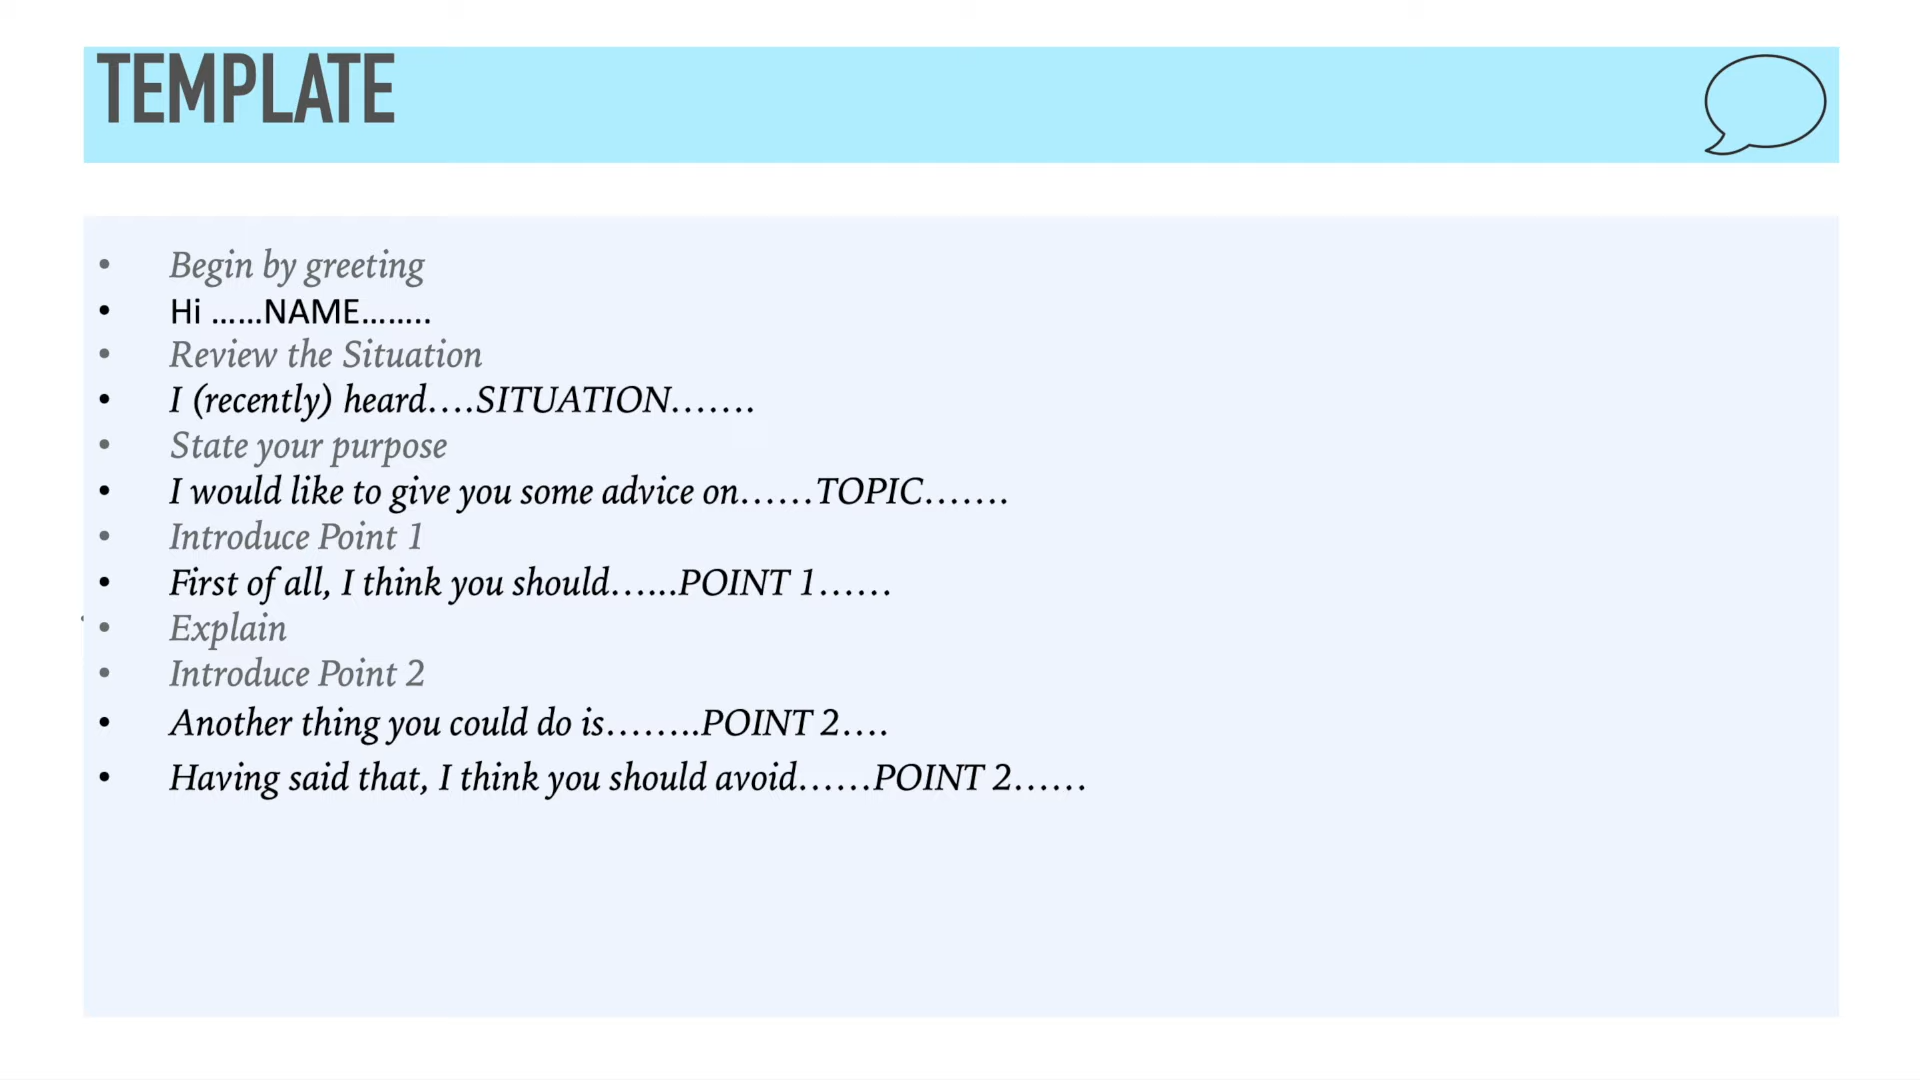 TEMPLATE
• Begin by greeting
• Hi ……NAME……..
• Review the Situation
• I (recently) heard….SITUATION…….
• State your purpose
• I would like to give you some advice on……TOPIC…….
• Introduce Point 1
• First of all, I think you should……POINT 1……
• Explain
• Introduce Point 2
• Another thing you could do is……..POINT 2….
• Having said that, I think you should avoid……POINT 2……